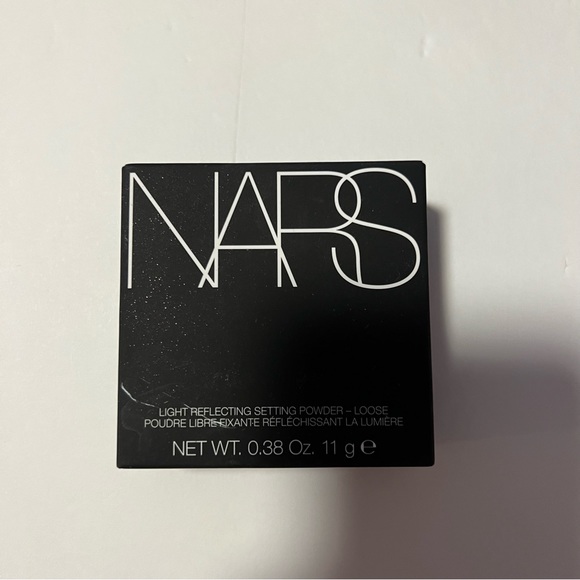 NARS
LIGHT REFLECTING SETTING POWDER – LOOSE
POUDRE LIBRE FIXANTE RÉFLÉCHISSANT LA LUMIÈRE
NET WT. 0.38 Oz. 11 g ℮